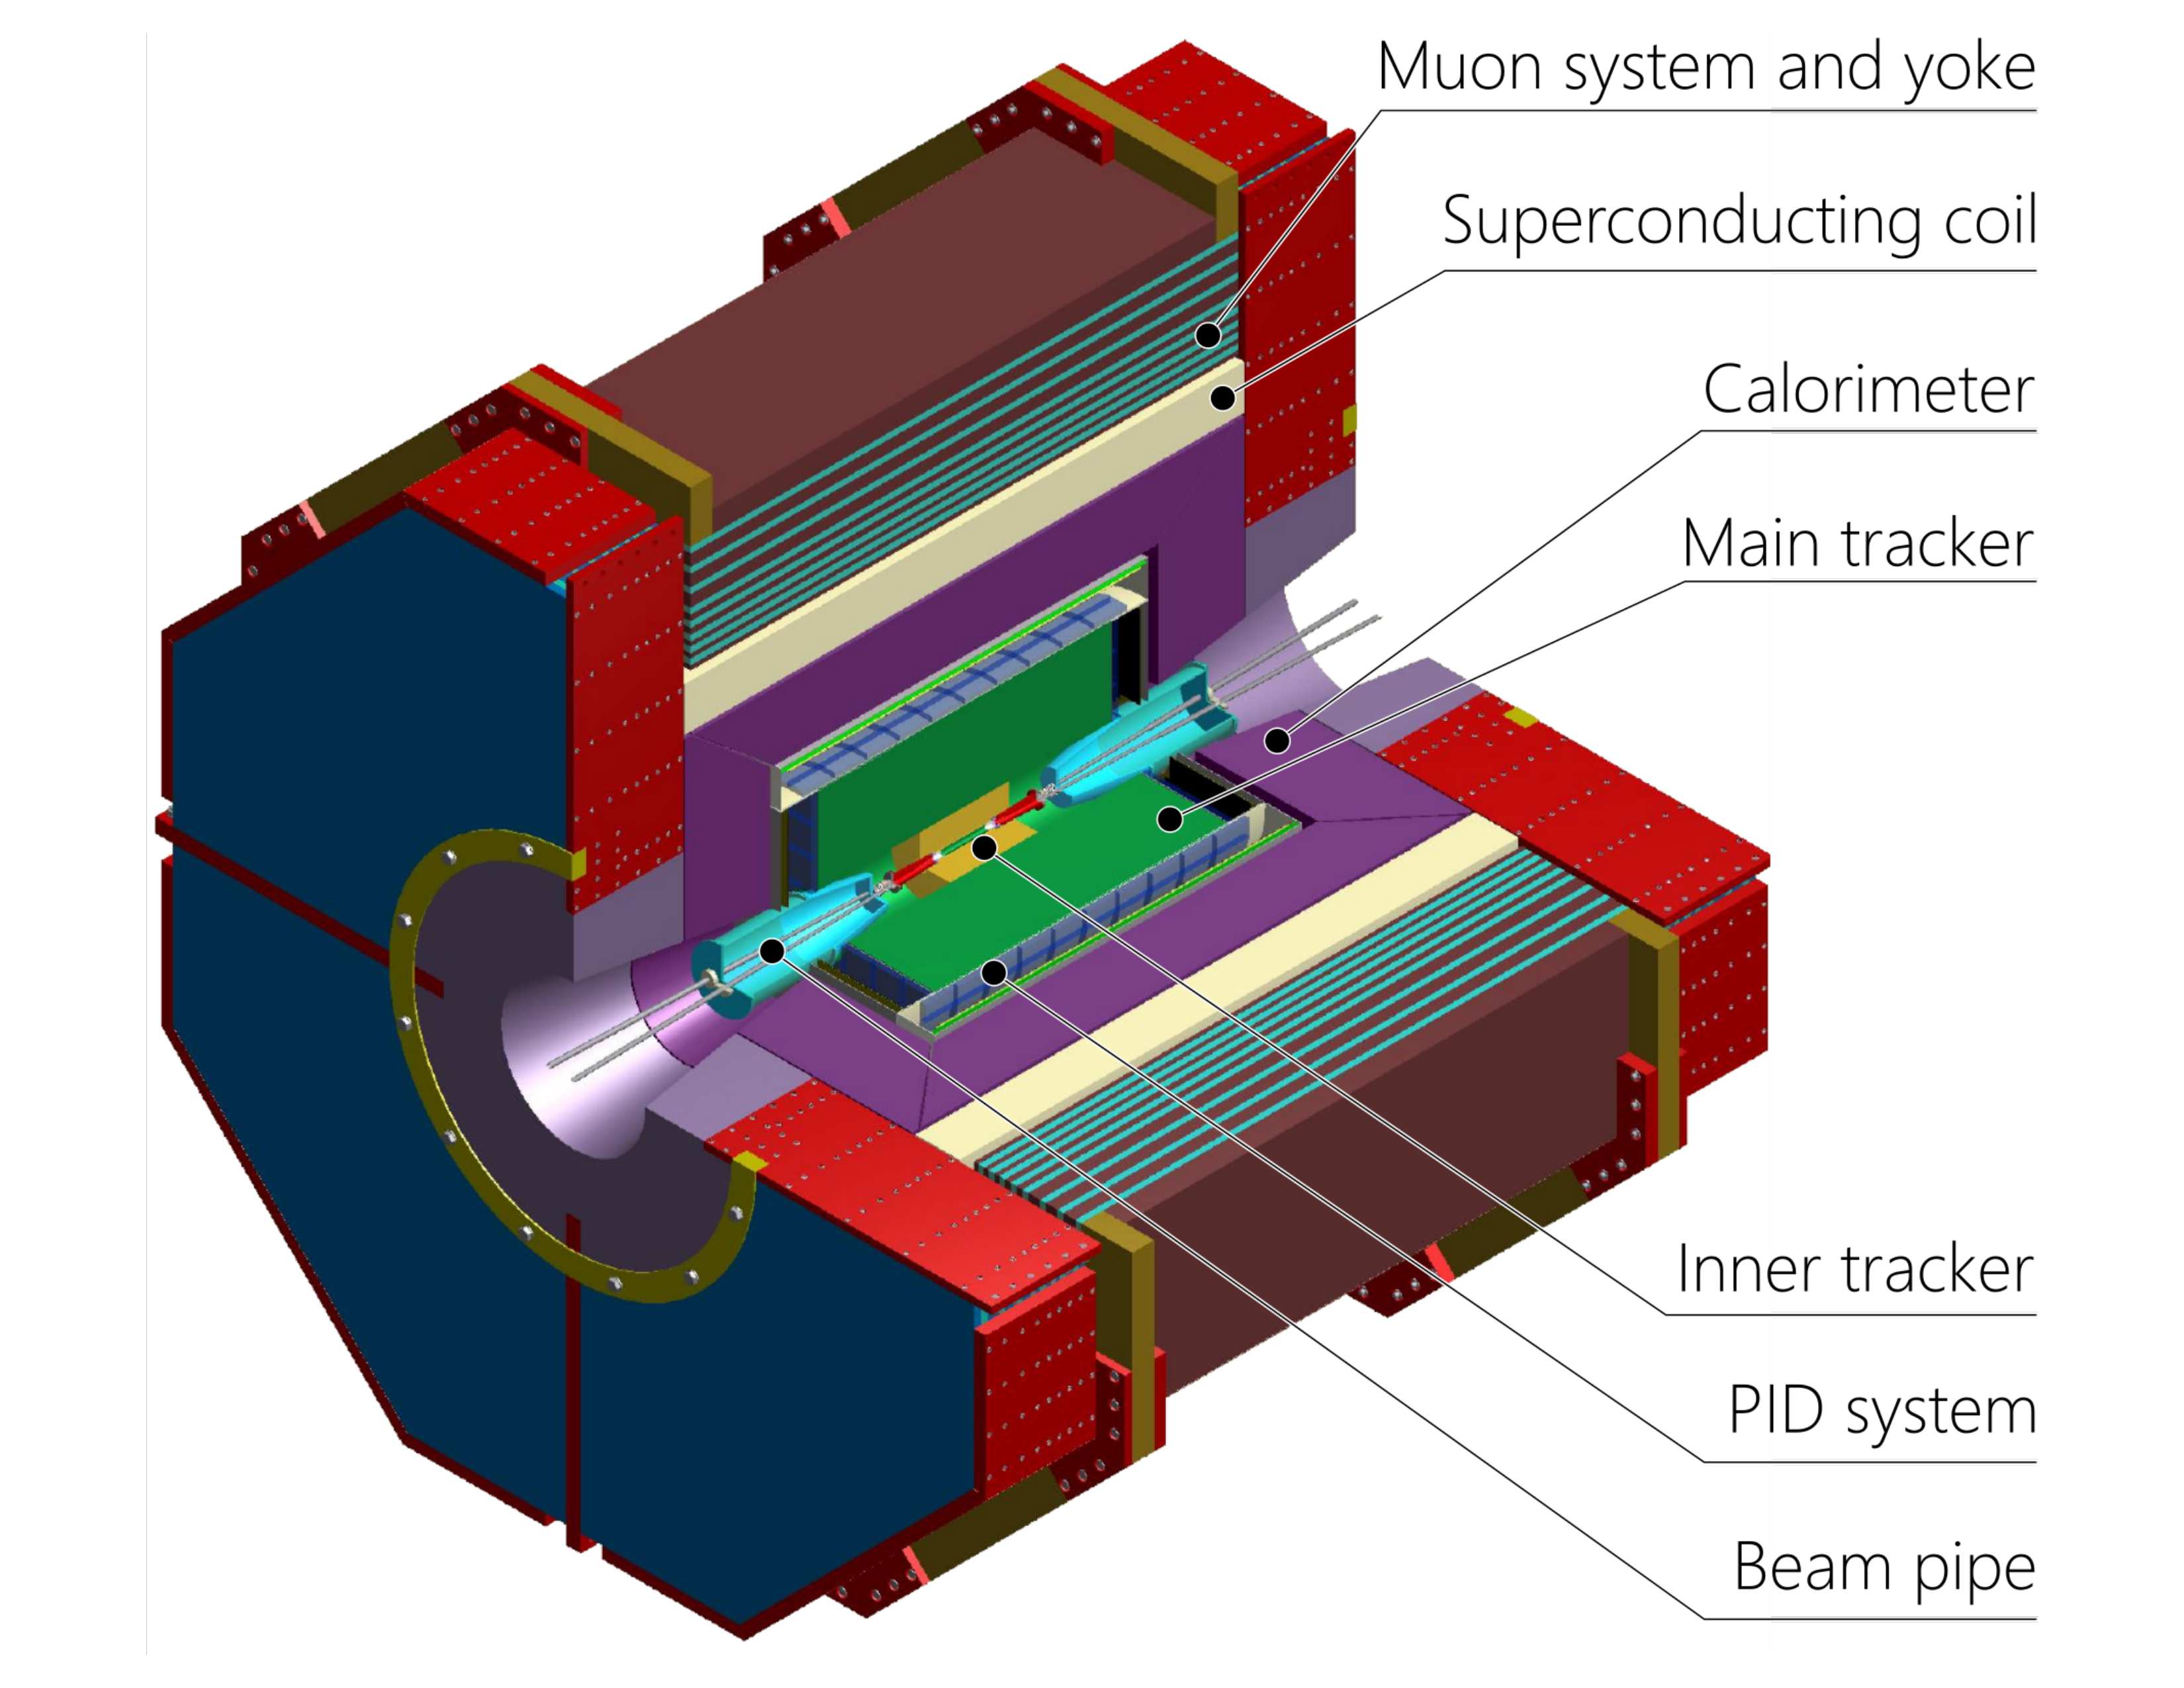 Muon system and yoke
Superconducting coil
Calorimeter
Main tracker
Inner tracker
PID system
Beam pipe